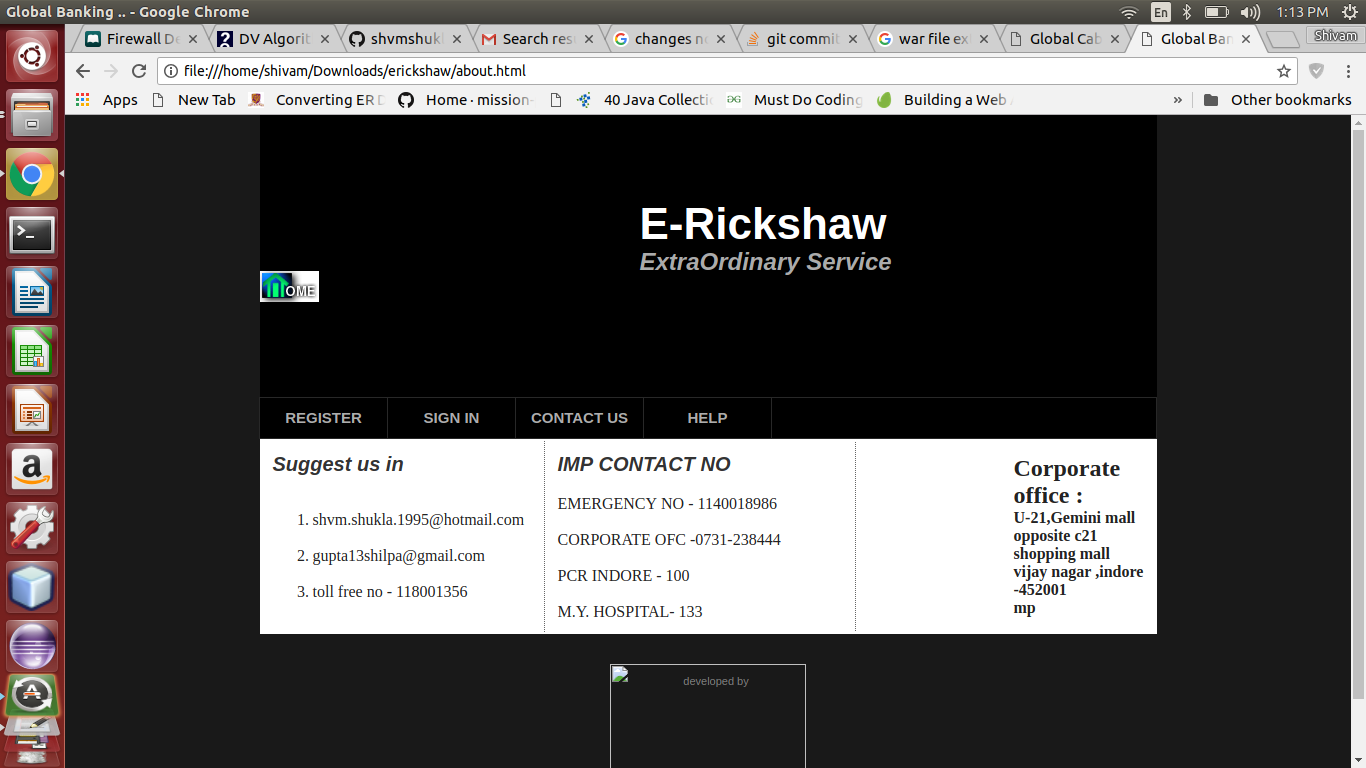 Global Banking .. - Google Chrome
En
1:13 PM
Firewall De
DV Algorit
shvmshuk
Search res
changes no
git commit
war file ex
Global Cab
Global Ban
Shivam
file:///home/shivam/Downloads/erickshaw/about.html
Apps
New Tab
Converting ER D
Home · mission-
40 Java Collecti
Must Do Coding
Building a Web
»
Other bookmarks
E-Rickshaw
ExtraOrdinary Service
HOME
REGISTER
SIGN IN
CONTACT US
HELP
Suggest us in
1. shvm.shukla.1995@hotmail.com
2. gupta13shilpa@gmail.com
3. toll free no - 118001356
IMP CONTACT NO
EMERGENCY NO - 1140018986
CORPORATE OFC -0731-238444
PCR INDORE - 100
M.Y. HOSPITAL- 133
Corporate
office :
U-21,Gemini mall
opposite c21
shopping mall
vijay nagar ,indore
-452001
mp
developed by